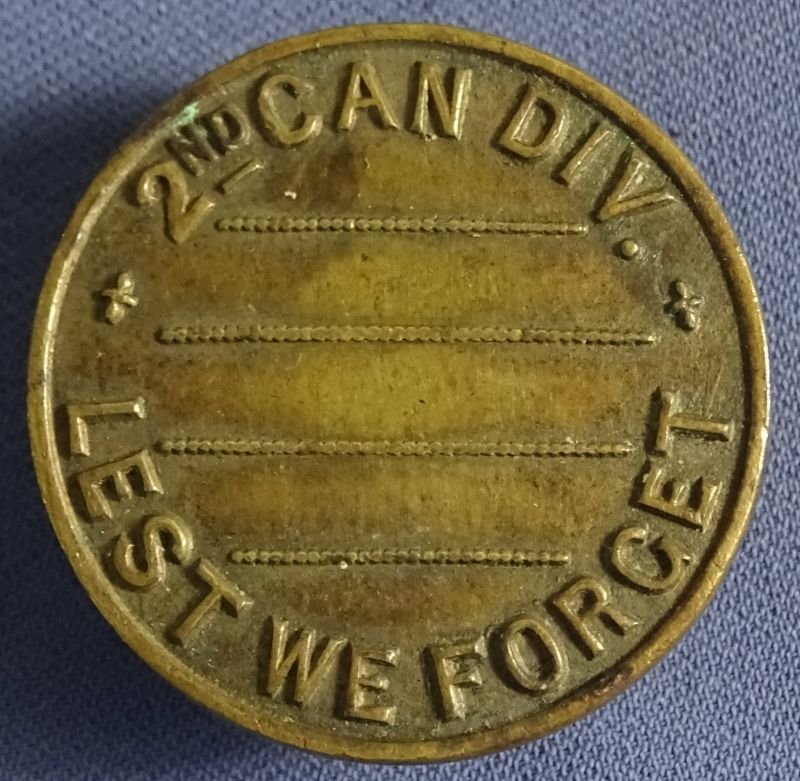 2ND CAN DIV.
LEST WE FORGET